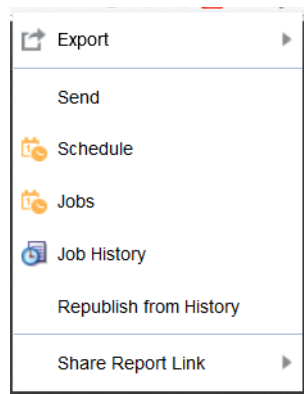 Export
Send
Schedule
Jobs
Job History
Republish from History
Share Report Link